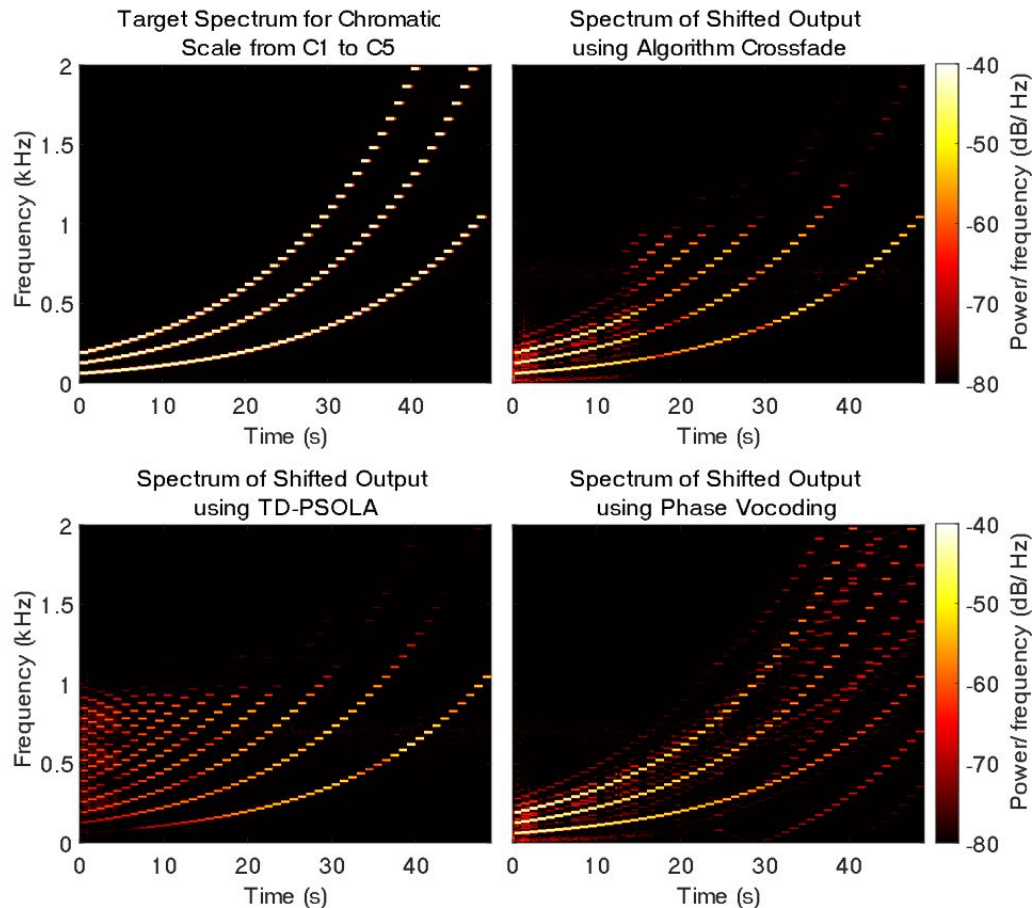 Target Spectrum for Chromatic
Scale from C1 to C5
Spectrum of Shifted Output
using Algorithm Crossfade
2
1.5
1
0.5
0
Frequency (kHz)
0 10 20 30 40
Time (s)
0 10 20 30 40
Time (s)
-40
-50
-60
-70
-80
Power/frequency (dB/Hz)
Spectrum of Shifted Output
using TD-PSOLA
Spectrum of Shifted Output
using Phase Vocoding
2
1.5
1
0.5
0
Frequency (kHz)
0 10 20 30 40
Time (s)
0 10 20 30 40
Time (s)
-40
-50
-60
-70
-80
Power/frequency (dB/Hz)